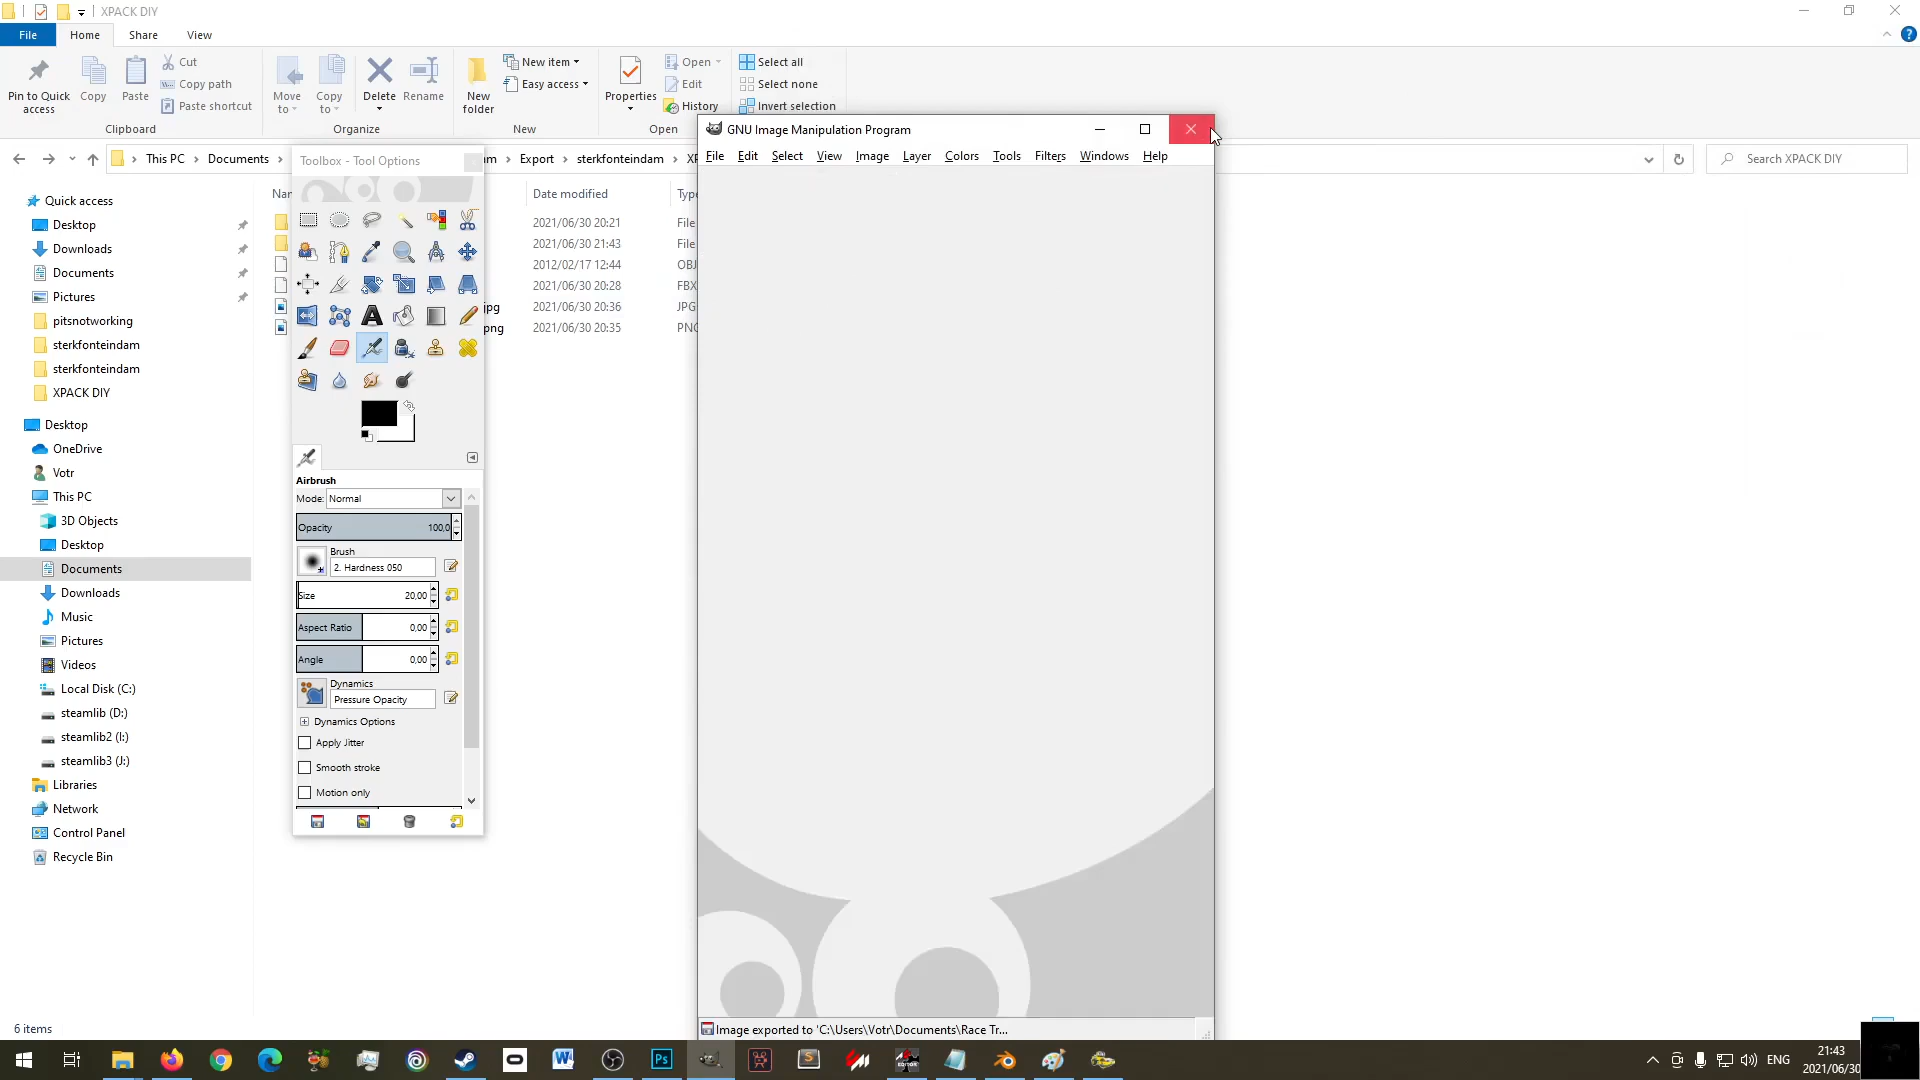 XPACK DIY
File Home Share View
Pin to Quick access
Copy
Paste
Cut
Copy path
Paste shortcut
Clipboard
Move to
Copy to
Delete
Rename
Organize
New folder
New item
Easy access
New
Properties
Open
Edit
History
Open
Select all
Select none
Invert selection
This PC Documents
Export sterkfonteindam
Search XPACK DIY
Quick access
Desktop
Downloads
Documents
Pictures
pitsnotworking
sterkfonteindam
sterkfonteindam
XPACK DIY
Desktop
OneDrive
Votr
This PC
3D Objects
Desktop
Documents
Downloads
Music
Pictures
Videos
Local Disk (C:)
steamlib (D:)
steamlib2 (I:)
steamlib3 (J:)
Libraries
Network
Control Panel
Recycle Bin
6 items
Date modified
2021/06/30 20:21
2021/06/30 21:43
2012/02/17 12:44
2021/06/30 20:28
jpg 2021/06/30 20:36
png 2021/06/30 20:35
Toolbox - Tool Options
Airbrush
Mode: Normal
Opacity 100,0
Brush
2. Hardness 050
Size 20,00
Aspect Ratio 0,00
Angle 0,00
Dynamics
Pressure Opacity
Dynamics Options
Apply Jitter
Smooth stroke
Motion only
GNU Image Manipulation Program
File Edit Select View Image Layer Colors Tools Filters Windows Help
Image exported to 'C:\Users\Votr\Documents\Race Tr...
ENG
21:43
2021/06/30